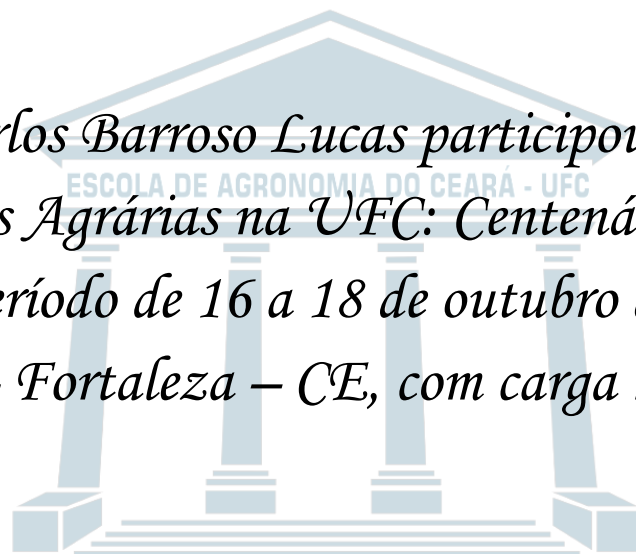 rlos Barroso Lucas participou
ESCOLA DE AGRONOMIA DO CEARÁ - UFC
s Agrárias na UFC: Centená
eríodo de 16 a 18 de outubro
Fortaleza – CE, com carga